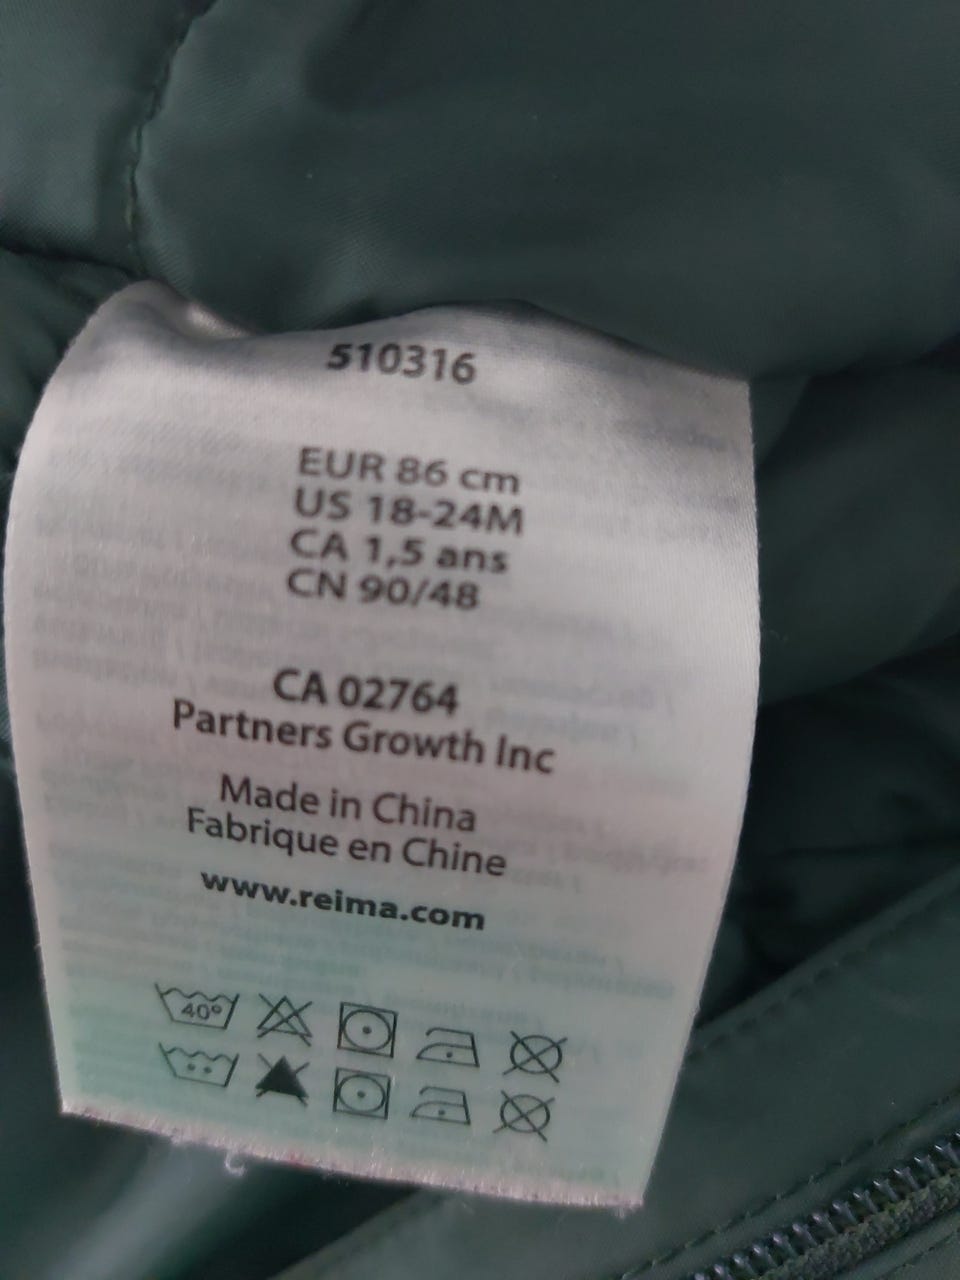 510316
EUR 86 cm
US 18-24M
CA 1,5 ans
CN 90/48
CA 02764
Partners Growth Inc
Made in China
Fabrique en Chine
www.reima.com
40°